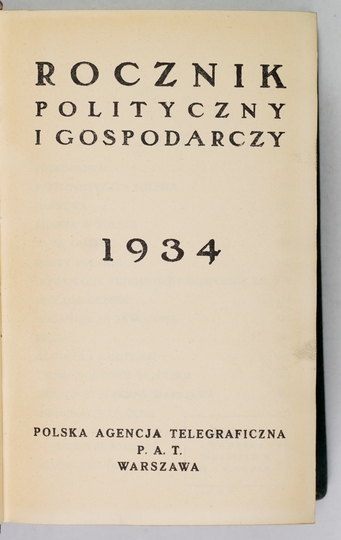 ROCZNIK
POLITYCZNY
I GOSPODARCZY
1934
POLSKA AGENCJA TELEGRAFICZNA
P. A. T.
WARSZAWA